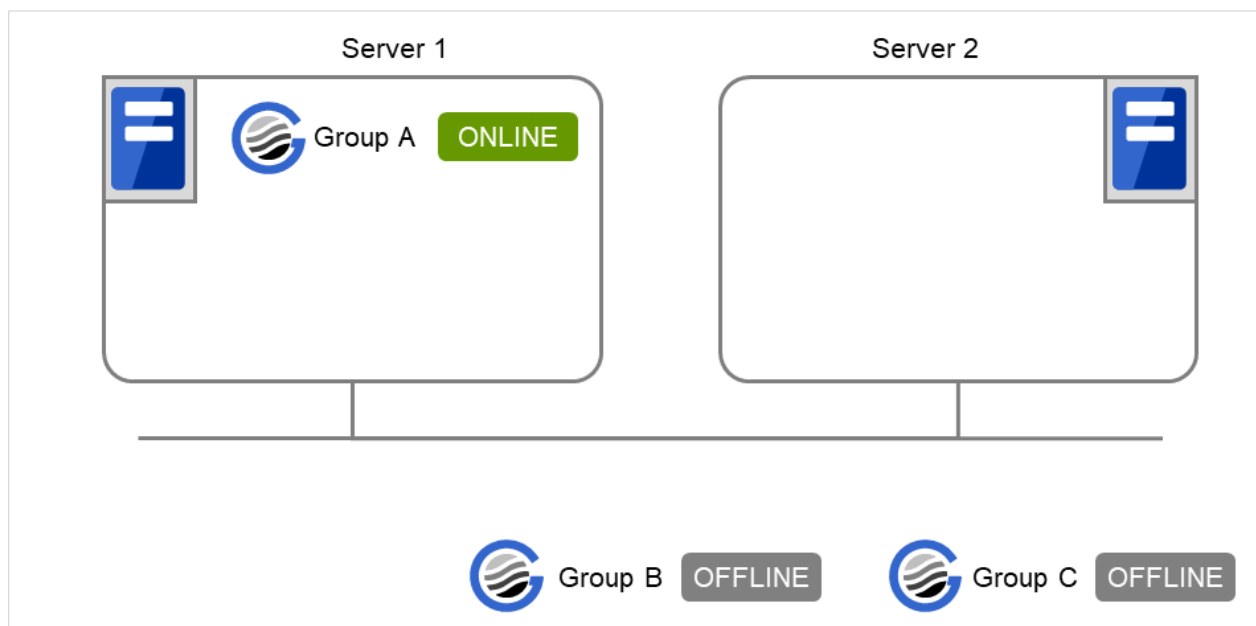 Server 1
Server 2
Group A ONLINE
Group B OFFLINE
Group C OFFLINE